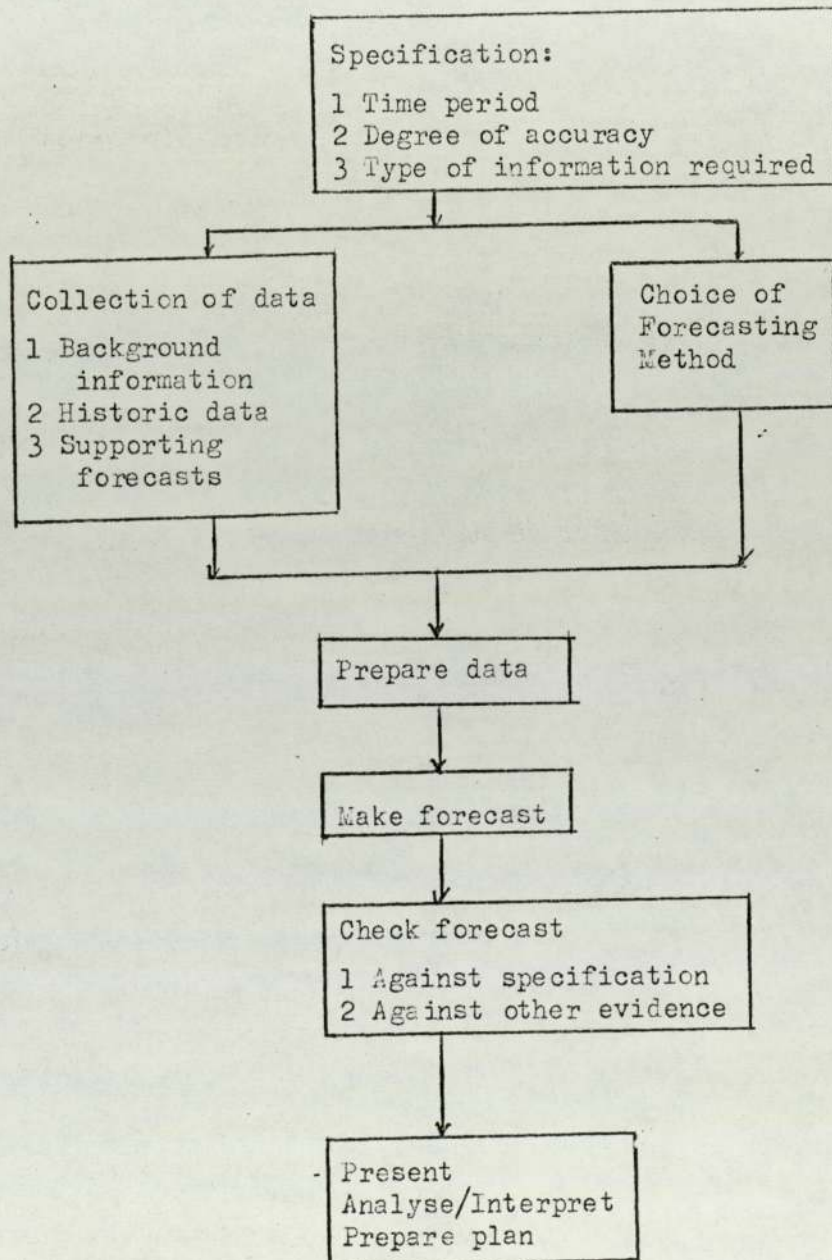 Specification:
1 Time period
2 Degree of accuracy
3 Type of information required
Collection of data
1 Background
information
2 Historic data
3 Supporting
forecasts
Choice of
Forecasting
Method
Prepare data
Make forecast
Check forecast
1 Against specification
2 Against other evidence
Present
Analyse/Interpret
Prepare plan